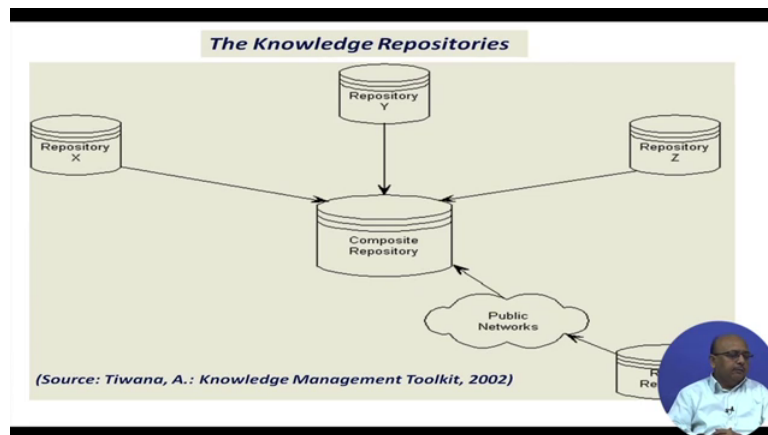 The Knowledge Repositories
Repository
Y
Repository
X
Repository
Z
Composite
Repository
Public
Networks
(Source: Tiwana, A.: Knowledge Management Toolkit, 2002)